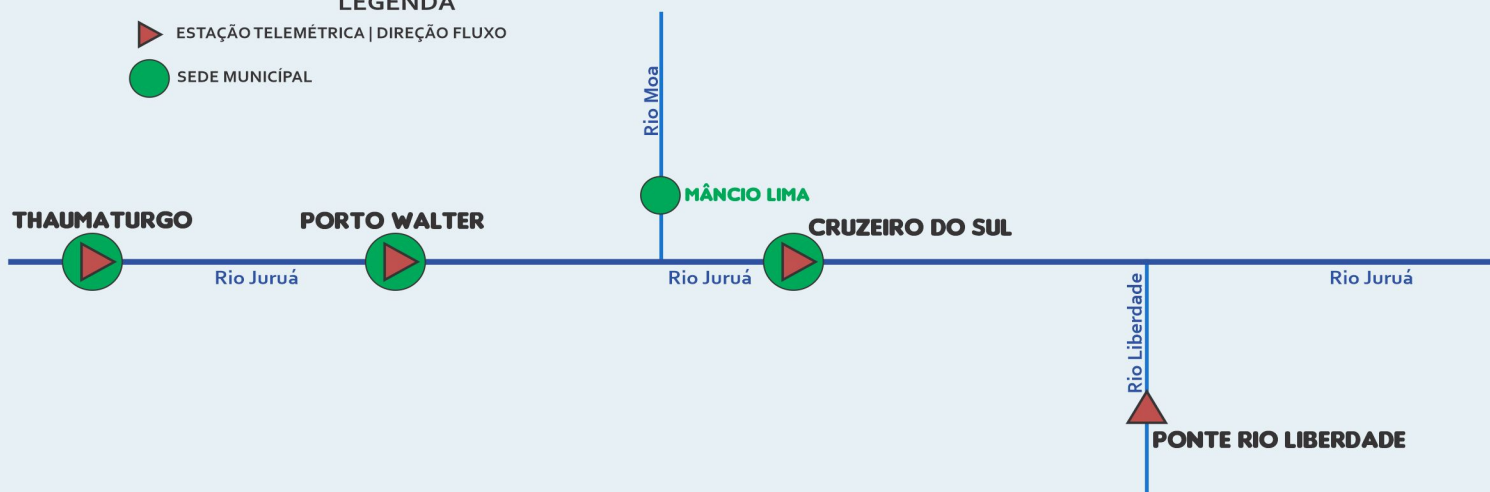 LEGENDA
ESTAÇÃO TELEMÉTRICA | DIREÇÃO FLUXO
SEDE MUNICÍPAL
Rio Moa
MÂNCIO LIMA
THAUMATURGO
PORTO WALTER
CRUZEIRO DO SUL
Rio Juruá
Rio Juruá
Rio Juruá
Rio Liberdade
PONTE RIO LIBERDADE